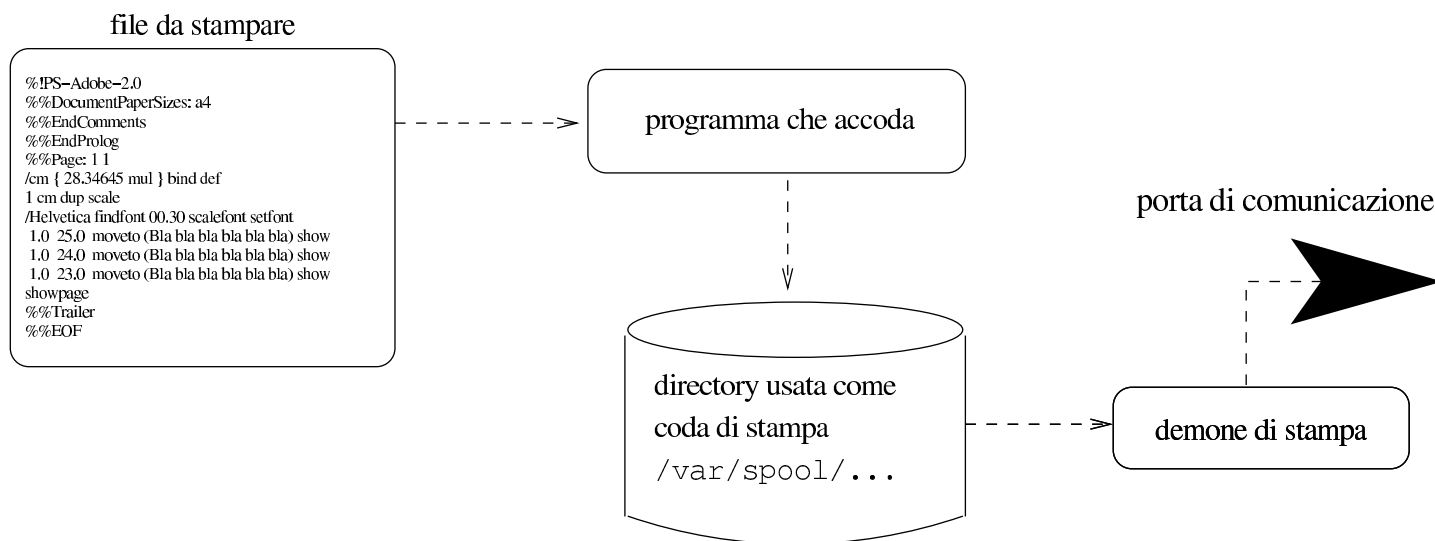 file da stampare
%!PS−Adobe−2.0
%%DocumentPaperSizes: a4
%%EndComments
%%EndProlog
%%Page: 1 1
/cm { 28.34645 mul } bind def
1 cm dup scale
/Helvetica findfont 00.30 scalefont setfont
1.0 25.0 moveto (Bla bla bla bla bla bla) show
1.0 24.0 moveto (Bla bla bla bla bla bla) show
1.0 23.0 moveto (Bla bla bla bla bla bla) show
showpage
%%Trailer
%%EOF
programma che accoda
directory usata come
coda di stampa
/var/spool/...
demone di stampa
porta di comunicazione